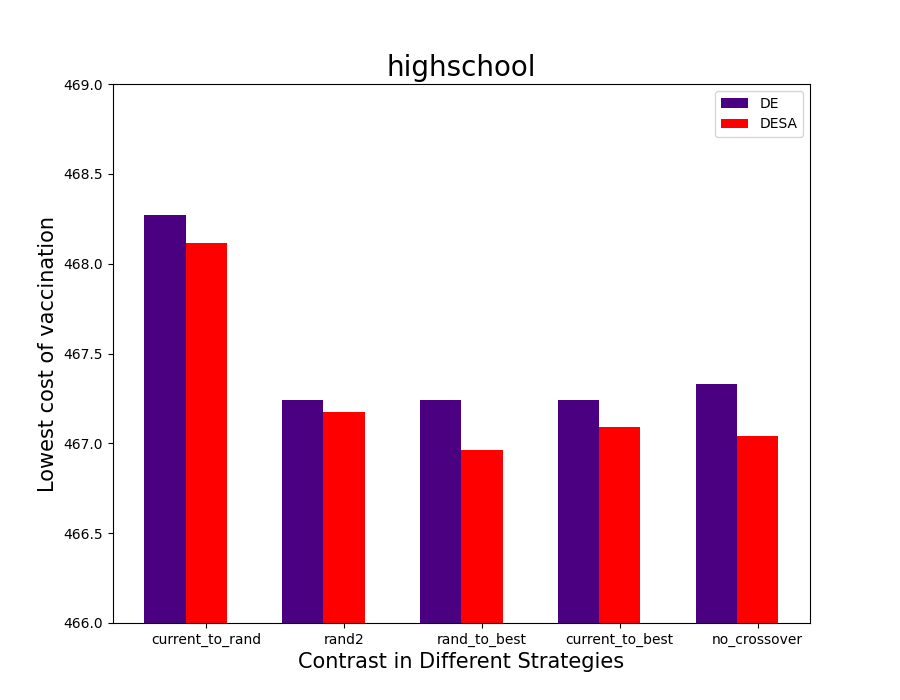 highschool
DE
DESA
Lowest cost of vaccination
469.0
468.5
468.0
467.5
467.0
466.5
466.0
current_to_rand
rand2
rand_to_best
current_to_best
no_crossover
Contrast in Different Strategies